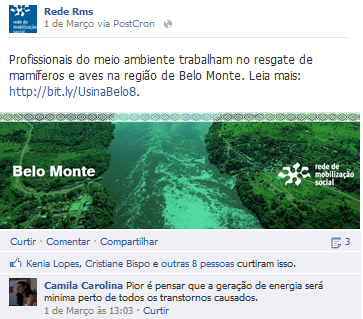 rede de
mobilização
social
Rede Rms
1 de Março via PostCron
Profissionais do meio ambiente trabalham no resgate de
mamíferos e aves na região de Belo Monte. Leia mais:
http://bit.ly/UsinaBelo8.
Belo Monte
rede de
mobilização
social
Curtir · Comentar · Compartilhar
3
Kenia Lopes, Cristiane Bispo e outras 8 pessoas curtiram isso.
Camila Carolina Pior é pensar que a geração de energia será
minima perto de todos os transtornos causados.
1 de Março às 13:03 · Curtir